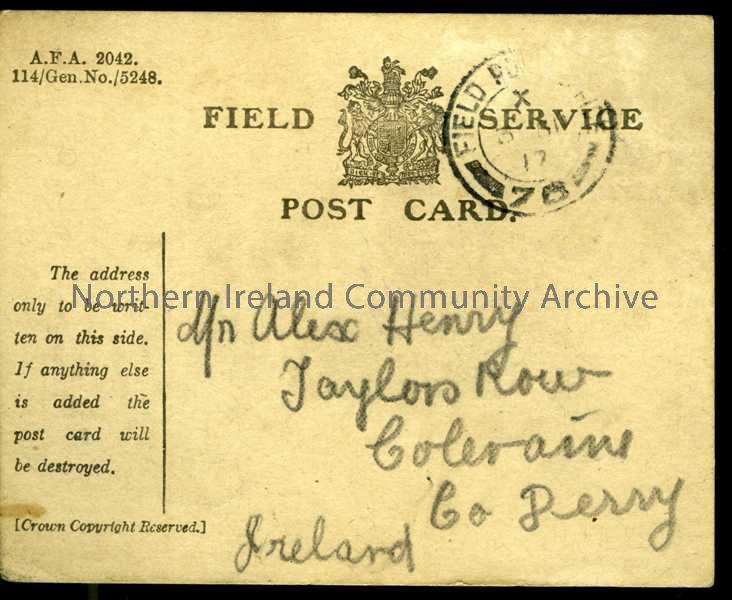 A.F.A. 2042.
114/Gen.No./5248.
FIELD SERVICE
POST CARD.
FIELD
X
17
76
The address
only to be writ-
ten on this side.
If anything else
is added the
post card will
be destroyed.
[Crown Copyright Reserved.]
Northern Ireland Community Archive
Mr Alex Henry
Taylors Row
Coleraine
Co Derry
Ireland